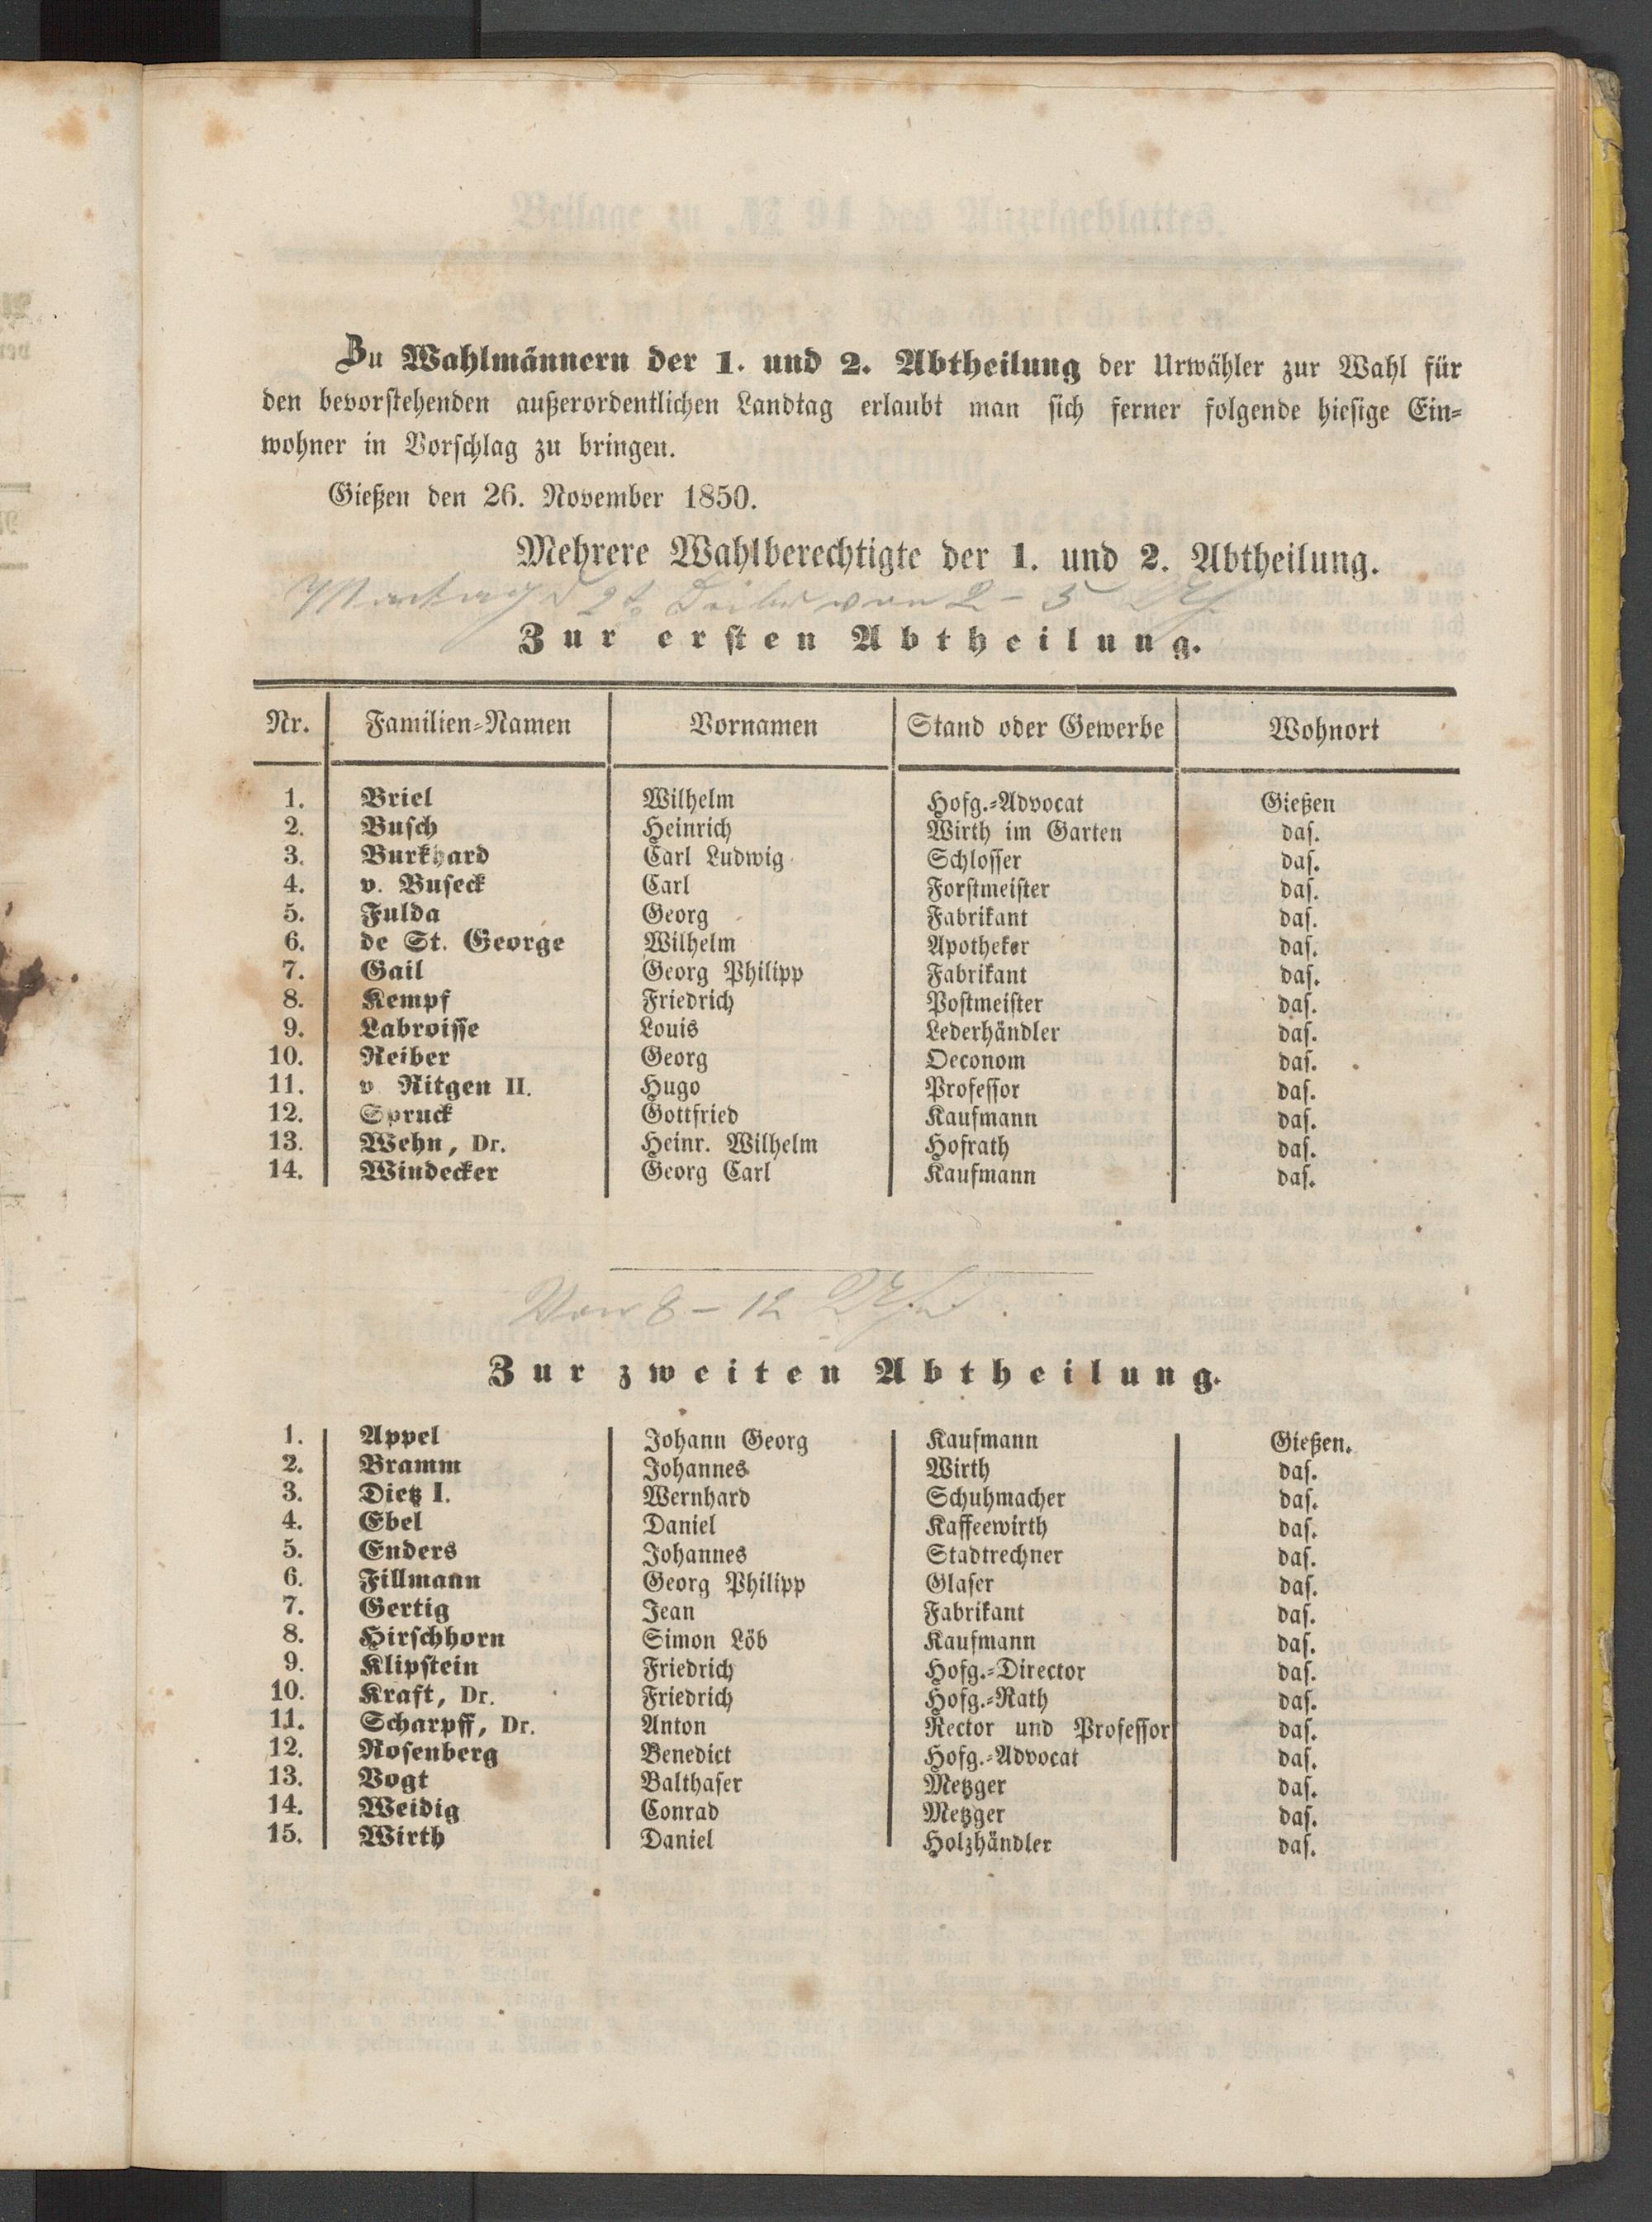 Zu Wahlmännern der 1. und 2. Abtheilung der Urwähler zur Wahl für
den bevorstehenden außerordentlichen Landtag erlaubt man sich ferner folgende hiesige Ein=
wohner in Vorschlag zu bringen.
Gießen den 26. November 1850.
Mehrere Wahlberechtigte der 1. und 2. Abtheilung.
Montag d 2t von 2 - 5 Uhr
Zur ersten Abtheilung.
Nr. Familien=Namen Vornamen Stand oder Gewerbe Wohnort
1. Briel Wilhelm Hofg.=Advocat Gießen
2. Busch Heinrich Wirth im Garten das.
3. Burkhard Carl Ludwig Schlosser das.
4. v. Buseck Carl Forstmeister das.
5. Fulda Georg Fabrikant das.
6. de St. George Wilhelm Apotheker das.
7. Gail Georg Philipp Fabrikant das.
8. Kempf Friedrich Postmeister das.
9. Labroisse Louis Lederhändler das.
10. Reiber Georg Oeconom das.
11. v Ritgen II. Hugo Professor das.
12. Spruck Gottfried Kaufmann das.
13. Wehn, Dr. Heinr. Wilhelm Hofrath das.
14. Windecker Georg Carl Kaufmann das.
Von 8 - 12 Uhr
Zur zweiten Abtheilung.
1. Appel Johann Georg Kaufmann Gießen.
2. Bramm Johannes Wirth das.
3. Dietz I. Wernhard Schuhmacher das.
4. Ebel Daniel Kaffeewirth das.
5. Enders Johannes Stadtrechner das.
6. Fillmann Georg Philipp Glaser das.
7. Gertig Jean Fabrikant das.
8. Hirschhorn Simon Löb Kaufmann das.
9. Klipstein Friedrich Hofg.=Director das.
10. Kraft, Dr. Friedrich Hofg.=Rath das.
11. Scharpff, Dr. Anton Rector und Professor das.
12. Rosenberg Benedict Hofg.=Advocat das.
13. Vogt Balthaser Metzger das.
14. Weidig Conrad Metzger das.
15. Wirth Daniel Holzhändler das.